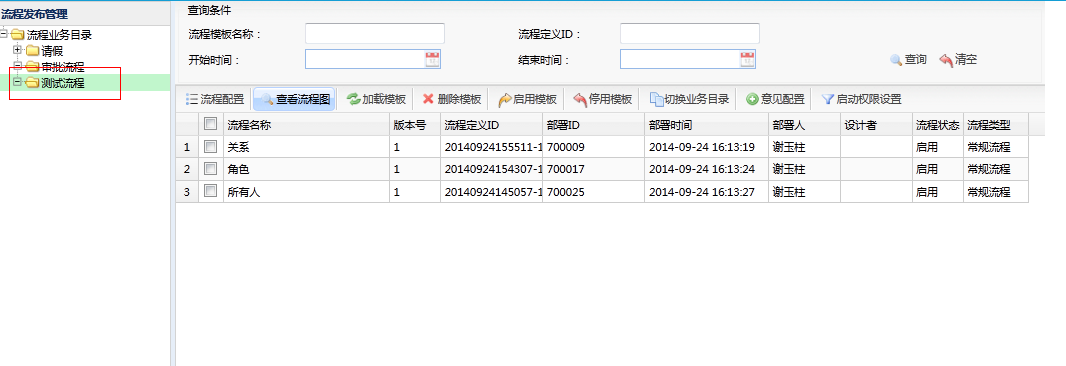 流程发布管理
流程业务目录
请假
审批流程
测试流程
查询条件
流程模板名称： 流程定义ID：
开始时间： 结束时间： 查询 清空
流程配置 查看流程图 加载模板 删除模板 启用模板 停用模板 切换业务目录 意见配置 启动权限设置
流程名称 版本号 流程定义ID 部署ID 部署时间 部署人 设计者 流程状态 流程类型
1 关系 1 20140924155511-1 700009 2014-09-24 16:13:19 谢玉柱 启用 常规流程
2 角色 1 20140924154307-1 700017 2014-09-24 16:13:24 谢玉柱 启用 常规流程
3 所有人 1 20140924145057-1 700025 2014-09-24 16:13:27 谢玉柱 启用 常规流程